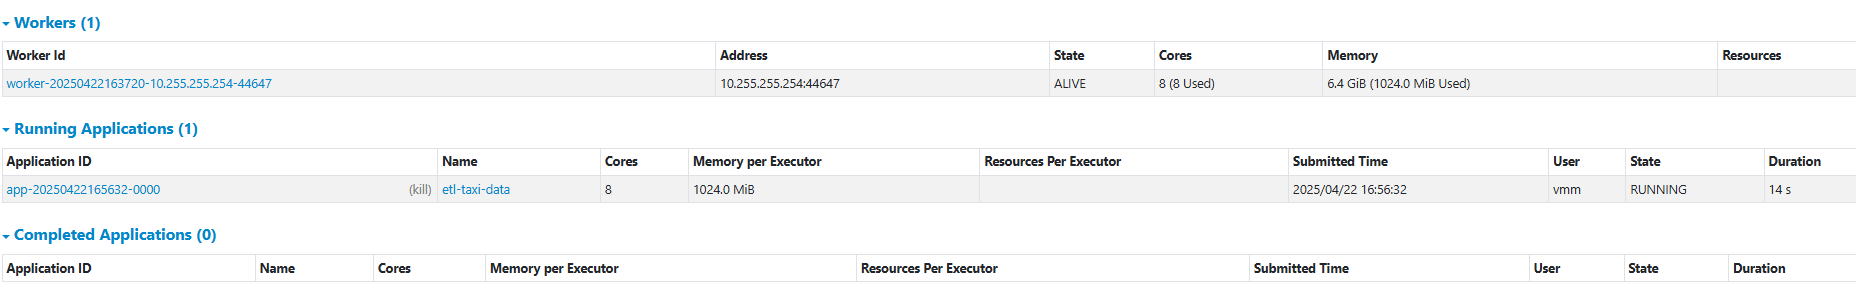 Workers (1)
Worker Id Address State Cores Memory Resources
worker-20250422163720-10.255.255.254-44647 10.255.255.254:44647 ALIVE 8 (8 Used) 6.4 GiB (1024.0 MiB Used)
Running Applications (1)
Application ID Name Cores Memory per Executor Resources Per Executor Submitted Time User State Duration
app-20250422165632-0000 (kill) etl-taxi-data 8 1024.0 MiB 2025/04/22 16:56:32 vmm RUNNING 14 s
Completed Applications (0)
Application ID Name Cores Memory per Executor Resources Per Executor Submitted Time User State Duration